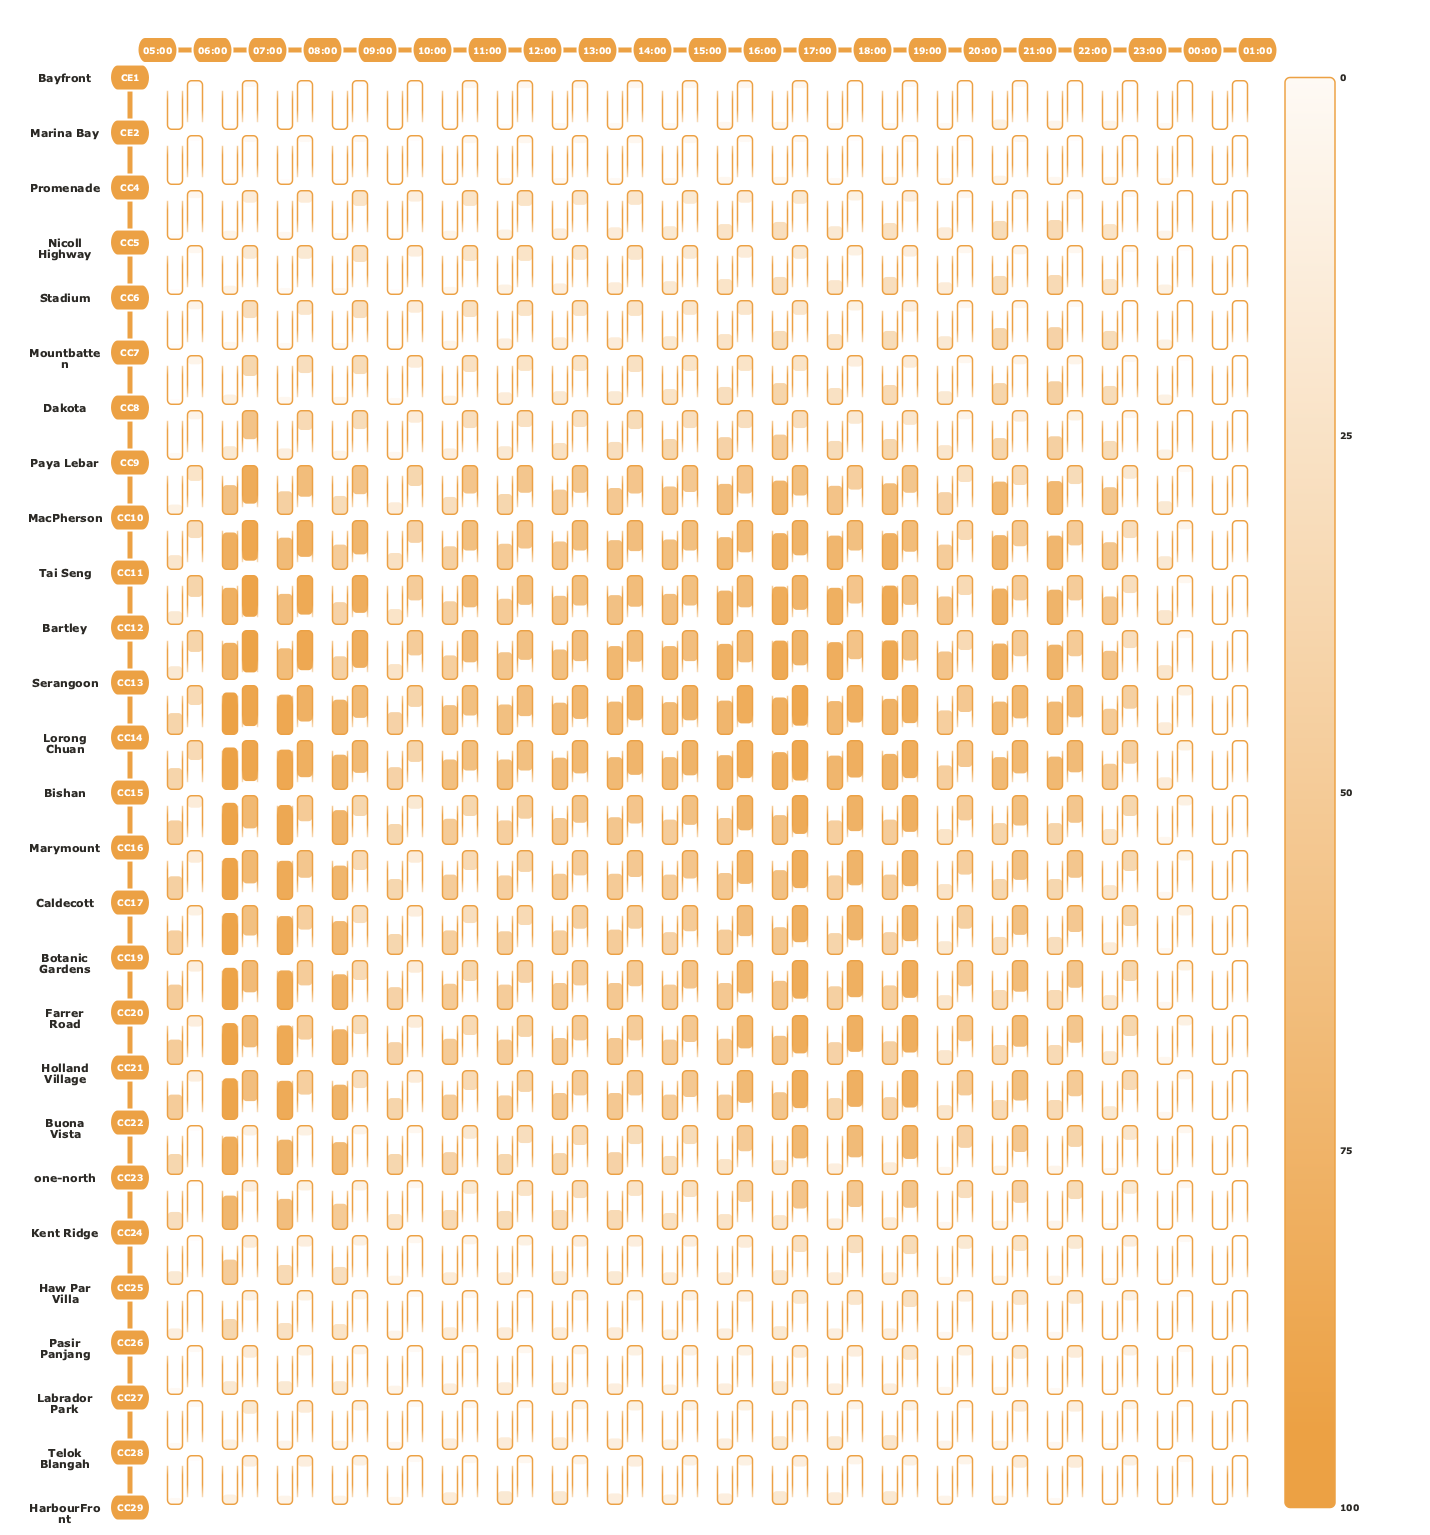 05:00 06:00 07:00 08:00 09:00 10:00 11:00 12:00 13:00 14:00 15:00 16:00 17:00 18:00 19:00 20:00 21:00 22:00 23:00 00:00 01:00
Bayfront CE1 0
Marina Bay CE2
Promenade CC4
Nicoll CC5
Highway
Stadium CC6
Mountbatte CC7
n
Dakota CC8
25
Paya Lebar CC9
MacPherson CC10
Tai Seng CC11
Bartley CC12
Serangoon CC13
Lorong CC14
Chuan
Bishan CC15 50
Marymount CC16
Caldecott CC17
Botanic CC19
Gardens
Farrer CC20
Road
Holland CC21
Village
Buona CC22
Vista
75
one-north CC23
Kent Ridge CC24
Haw Par CC25
Villa
Pasir CC26
Panjang
Labrador CC27
Park
Telok CC28
Blangah
HarbourFro CC29 100
nt